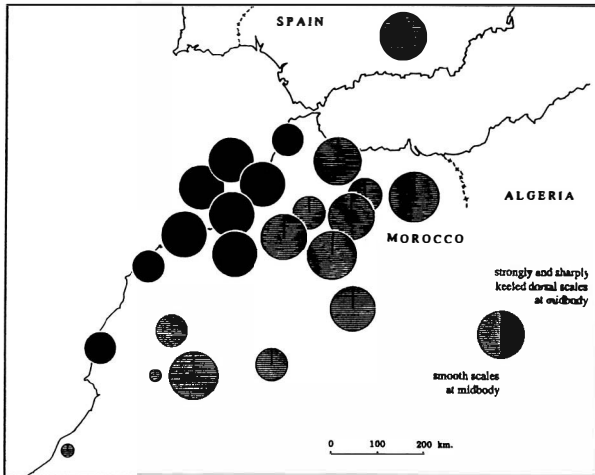 SPAIN
ALGERIA
MOROCCO
strongly and sharply
keeled dorsal scales
at midbody
smooth scales
at midbody
0 100 200 km.